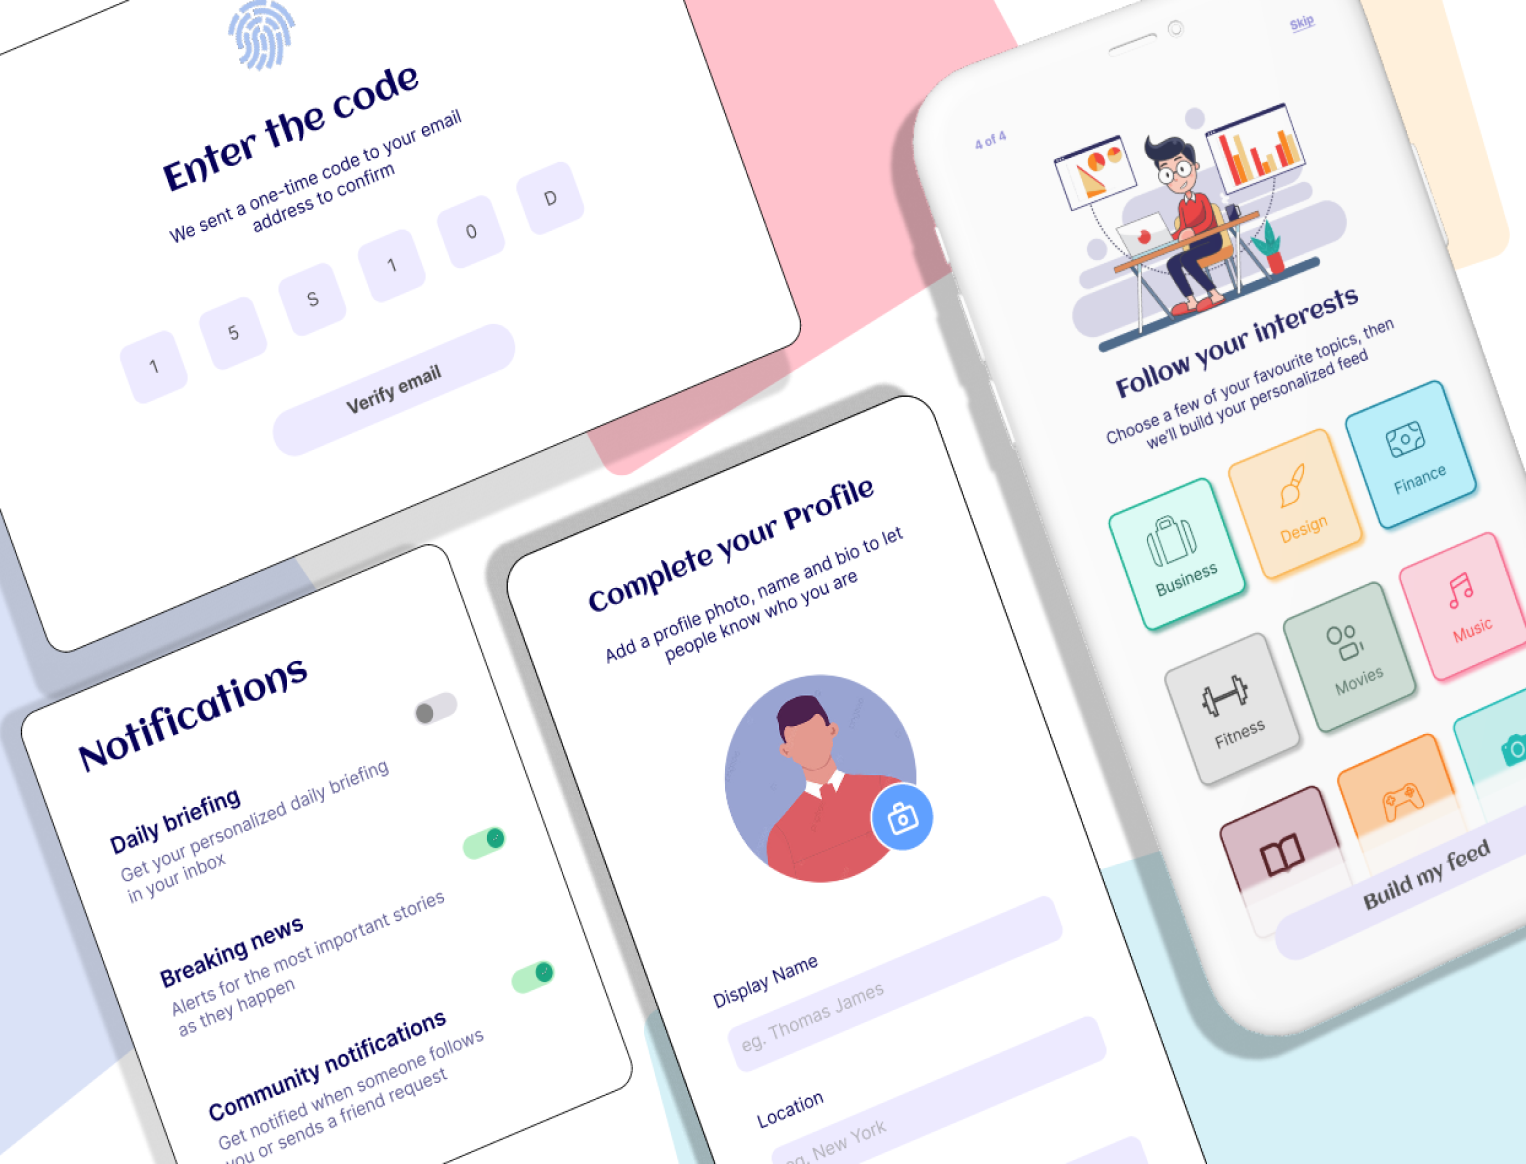 Enter the code
We sent a one-time code to your email
address to confirm
1 5 S 1 0 D
Verify email
Notifications
Daily briefing
Get your personalized daily briefing
in your inbox
Breaking news
Alerts for the most important stories
as they happen
Community notifications
Get notified when someone follows
you or sends a friend request
Complete your Profile
Add a profile photo, name and bio to let
people know who you are
Display Name
eg. Thomas James
Location
eg, New York
Skip
4 of 4
Follow your interests
Choose a few of your favourite topics, then
we'll build your personalized feed
Business
Design
Finance
Fitness
Movies
Music
Build my feed